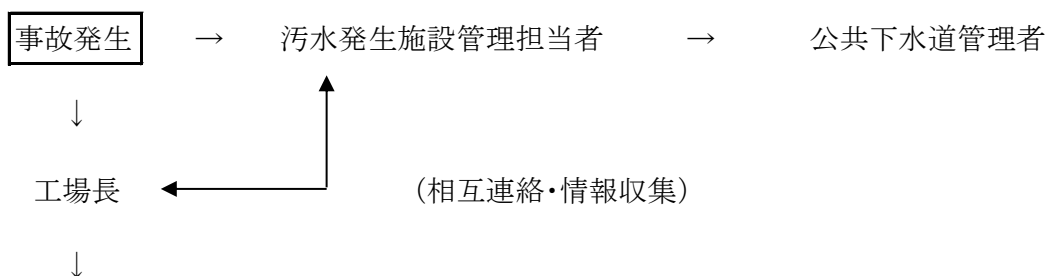 事故発生 → 汚水発生施設管理担当者 → 公共下水道管理者
↓
工場長 (相互連絡・情報収集)
↓